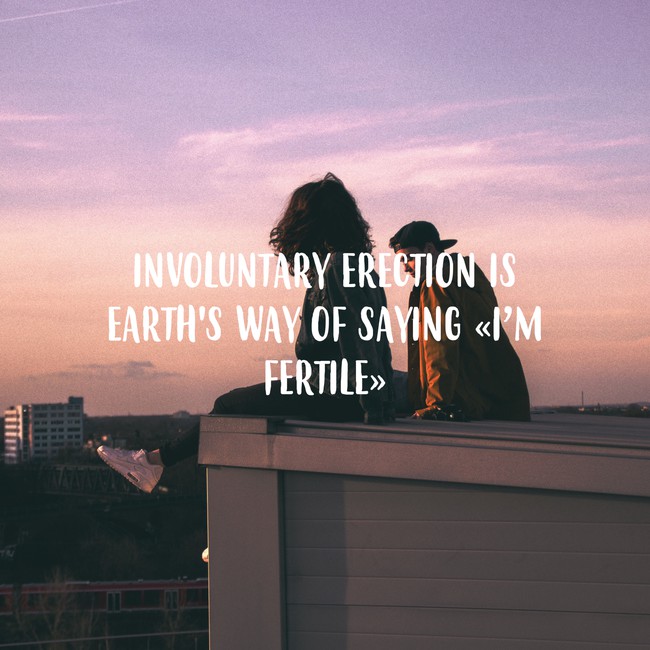 INVOLUNTARY ERECTION IS
EARTH'S WAY OF SAYING «I’M
FERTILE»